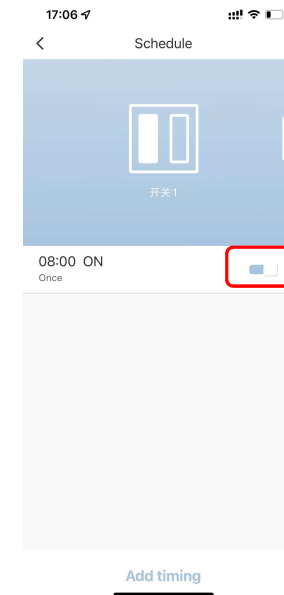 17:06
Schedule
开关1
08:00 ON
Once
Add timing